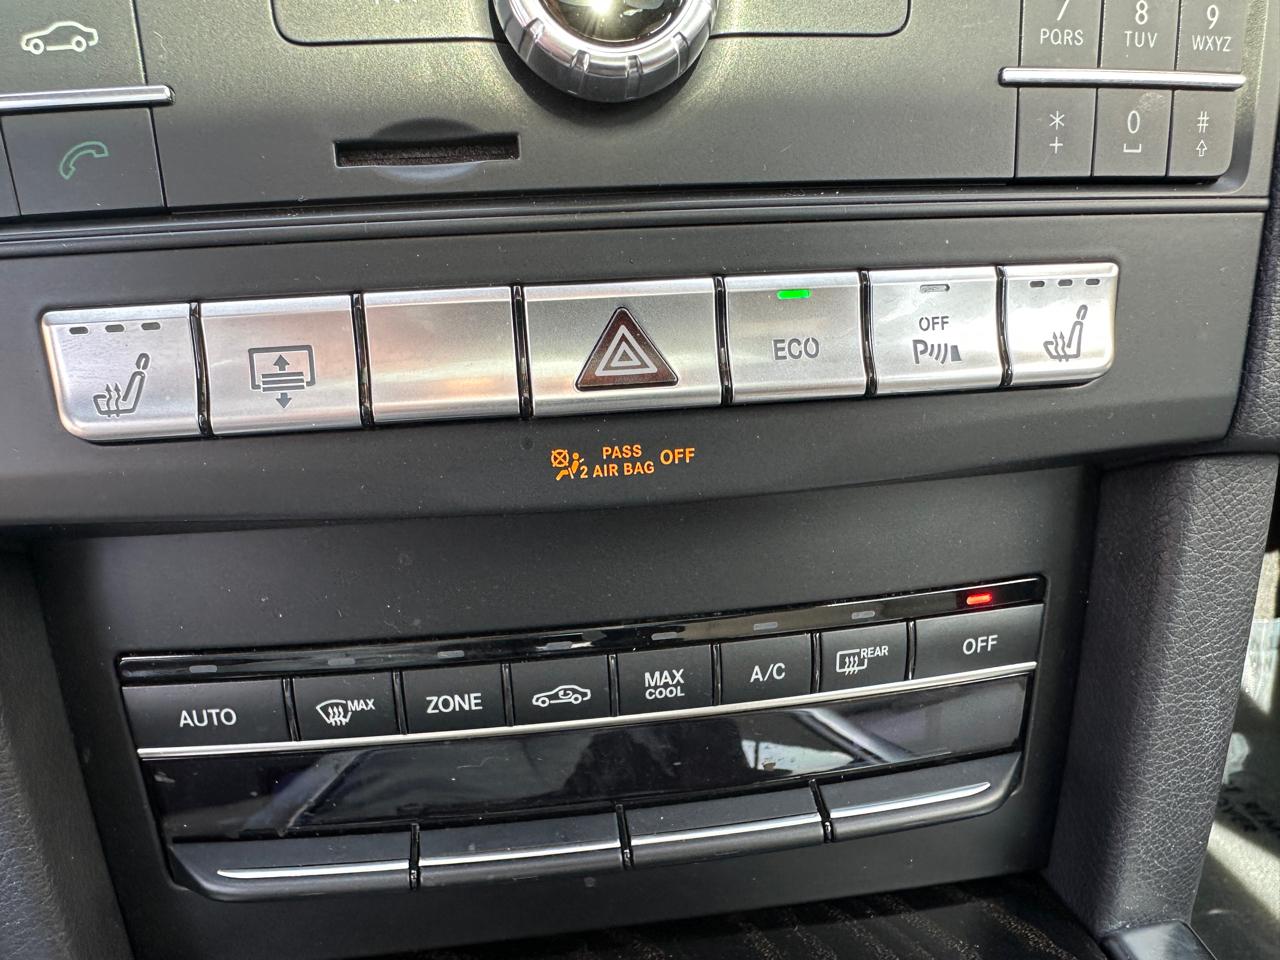 7
PQRS
8
TUV
9
WXYZ
*
+
0
#
ECO
OFF
P
PASS
2 AIR BAG OFF
AUTO
MAX
ZONE
MAX
COOL
A/C
REAR
OFF